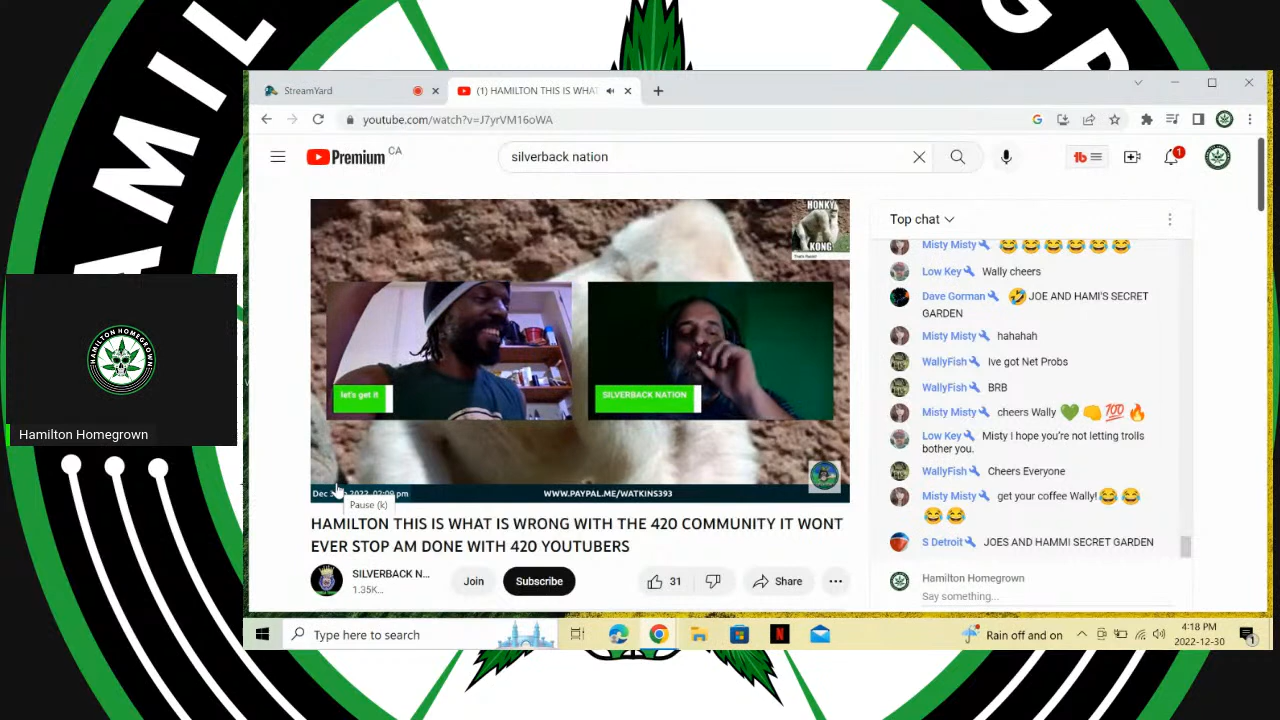 AMIL
GR
StreamYard
(1) HAMILTON THIS IS WHAT
youtube.com/watch?v=J7yrVM16oWA
Premium CA
silverback nation
1
HONKY
KONG
let's get it
SILVERBACK NATION
WWW.PAYPAL.ME/WATKINS393
Pause (k)
HAMILTON THIS IS WHAT IS WRONG WITH THE 420 COMMUNITY IT WONT
EVER STOP AM DONE WITH 420 YOUTUBERS
SILVERBACK N...
1.35K...
Join
Subscribe
31
Share
Top chat
Misty Misty
Low Key Wally cheers
Dave Gorman JOE AND HAMI'S SECRET
GARDEN
Misty Misty hahahah
WallyFish Ive got Net Probs
WallyFish BRB
Misty Misty cheers Wally 💚 👊 💯 🔥
Low Key Misty I hope you're not letting trolls
bother you.
WallyFish Cheers Everyone
Misty Misty get your coffee Wally!
S Detroit JOES AND HAMMI SECRET GARDEN
Hamilton Homegrown
Say something...
HAMILTON HOMEGROWN
Hamilton Homegrown
Type here to search
Rain off and on
4:18 PM
2022-12-30
1